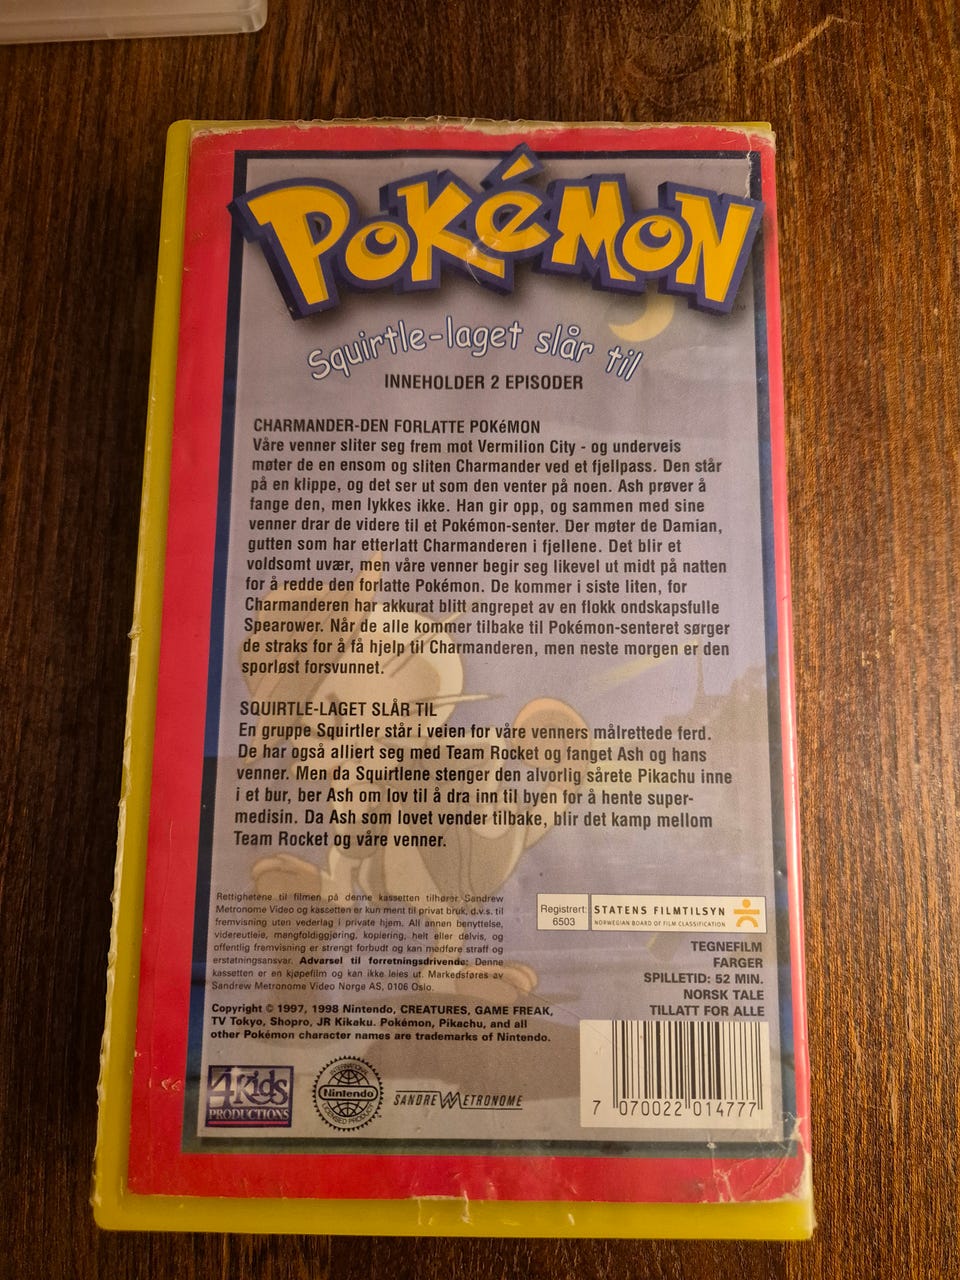 POKéMON
TM
Squirtle-laget slår til
INNEHOLDER 2 EPISODER
CHARMANDER-DEN FORLATTE POKéMON
Våre venner sliter seg frem mot Vermilion City - og underveis
møter de en ensom og sliten Charmander ved et fjellpass. Den står
på en klippe, og det ser ut som den venter på noen. Ash prøver å
fange den, men lykkes ikke. Han gir opp, og sammen med sine
venner drar de videre til et Pokémon-senter. Der møter de Damian,
gutten som har etterlatt Charmanderen i fjellene. Det blir et
voldsomt uvær, men våre venner begir seg likevel ut midt på natten
for å redde den forlatte Pokémon. De kommer i siste liten, for
Charmanderen har akkurat blitt angrepet av en flokk ondskapsfulle
Spearower. Når de alle kommer tilbake til Pokémon-senteret sørger
de straks for å få hjelp til Charmanderen, men neste morgen er den
sporløst forsvunnet.
SQUIRTLE-LAGET SLÅR TIL
En gruppe Squirtler står i veien for våre venners målrettede ferd.
De har også alliert seg med Team Rocket og fanget Ash og hans
venner. Men da Squirtlene stenger den alvorlig sårete Pikachu inne
i et bur, ber Ash om lov til å dra inn til byen for å hente super-
medisin. Da Ash som lovet vender tilbake, blir det kamp mellom
Team Rocket og våre venner.
Rettighetene til filmen på denne kassetten tilhører Sandrew
Metronome Video og kassetten er kun ment til privat bruk, d.v.s. til
fremvisning uten vederlag i private hjem. All annen benyttelse,
videreutleie, mangfoldiggjøring, kopiering, helt eller delvis, og
offentlig fremvisning er strengt forbudt og kan medføre straff og
erstatningsansvar. Advarsel til forretningsdrivende: Denne
kassetten er en kjøpefilm og kan ikke leies ut. Markedsføres av
Sandrew Metronome Video Norge AS, 0106 Oslo.
Registrert:
6503
STATENS FILMTILSYN
NORWEGIAN BOARD OF FILM CLASSIFICATION
TEGNEFILM
FARGER
SPILLETID: 52 MIN.
NORSK TALE
TILLATT FOR ALLE
Copyright © 1997, 1998 Nintendo, CREATURES, GAME FREAK,
TV Tokyo, Shopro, JR Kikaku. Pokémon, Pikachu, and all
other Pokémon character names are trademarks of Nintendo.
4Kids
PRODUCTIONS
INTERNATIONAL
Nintendo
LICENSED PRODUCT
SANDREW METRONOME
7 070022 014777